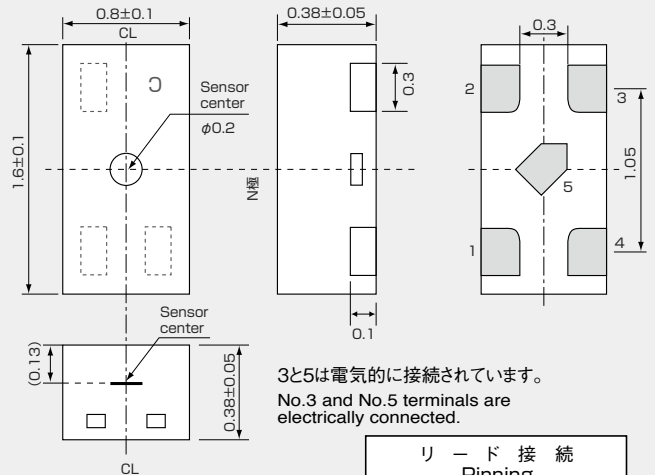 0.8±0.1
CL
0.38±0.05
0.3
C
Sensor
center
φ0.2
0.3
2
3
1.6±0.1
N極
5
1.05
1
4
0.1
Sensor
center
(0.13)
0.38±0.05
CL
3と5は電気的に接続されています。
No.3 and No.5 terminals are
electrically connected.
リード接続
Pinning